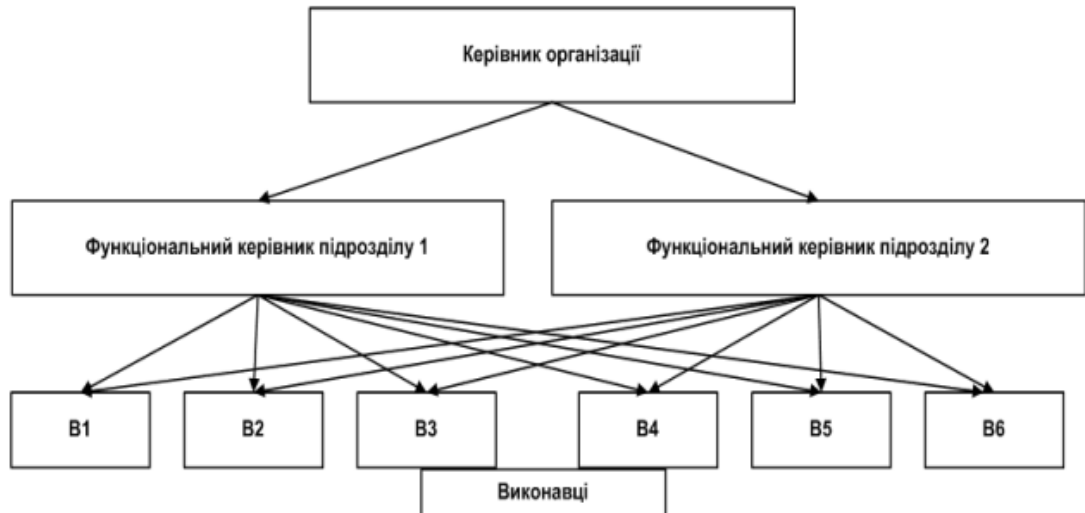 Керівник організації
Функціональний керівник підрозділу 1
Функціональний керівник підрозділу 2
В1
В2
В3
В4
В5
В6
Виконавці